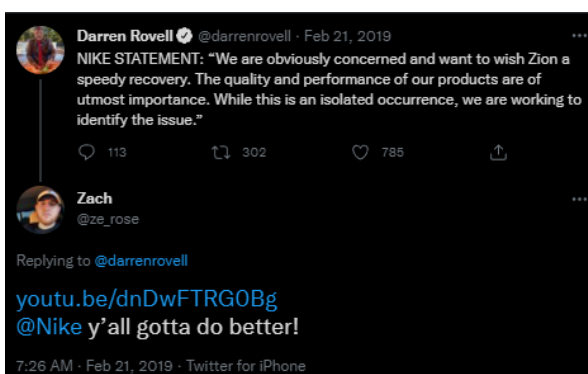 Darren Rovell @darrenrovell · Feb 21, 2019
NIKE STATEMENT: “We are obviously concerned and want to wish Zion a
speedy recovery. The quality and performance of our products are of
utmost importance. While this is an isolated occurrence, we are working to
identify the issue.”
113 302 785
Zach
@ze_rose
Replying to @darrenrovell
youtu.be/dnDwFTRG0Bg
@Nike y’all gotta do better!
7:26 AM · Feb 21, 2019 · Twitter for iPhone